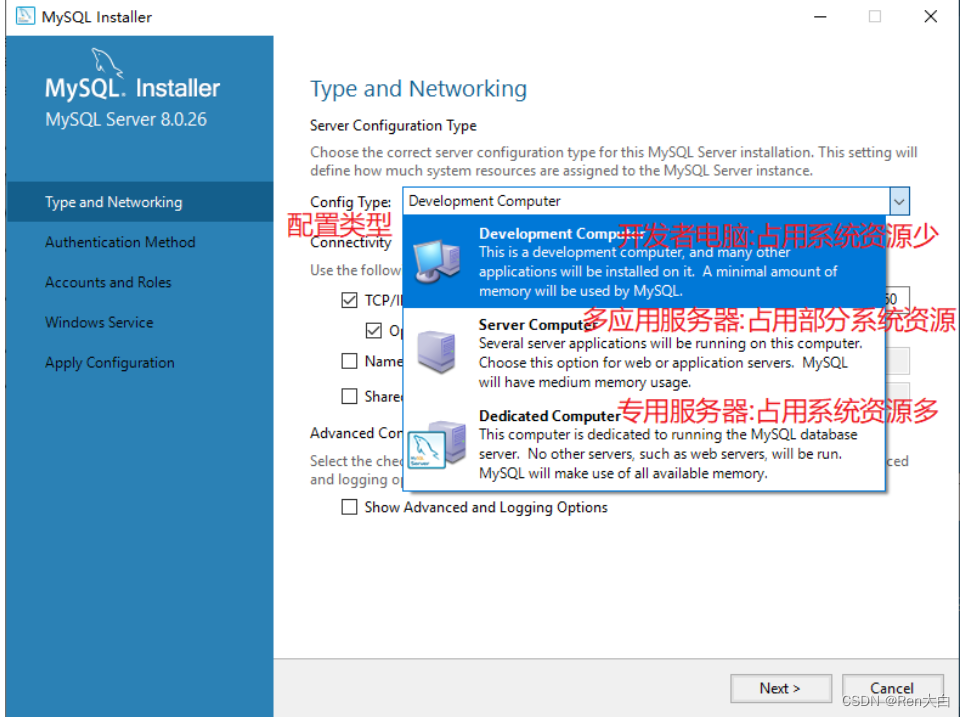 MySQL Installer
MySQL. Installer
MySQL Server 8.0.26
Type and Networking
Authentication Method
Accounts and Roles
Windows Service
Apply Configuration
Type and Networking
Server Configuration Type
Choose the correct server configuration type for this MySQL Server installation. This setting will
define how much system resources are assigned to the MySQL Server instance.
Config Type:
Development Computer
配置类型
Development Computer
开发者电脑:占用系统资源少
This is a development computer, and many other
applications will be installed on it. A minimal amount of
memory will be used by MySQL.
Connectivity
Use the follow
TCP/I
60
Op
Name
Share
Server Computer
多应用服务器:占用部分系统资源
Several server applications will be running on this computer.
Choose this option for web or application servers. MySQL
will have medium memory usage.
Dedicated Computer
专用服务器:占用系统资源多
This computer is dedicated to running the MySQL database
server. No other servers, such as web servers, will be run.
MySQL will make use of all available memory.
Advanced Con
Select the che
ced
and logging op
Show Advanced and Logging Options
Next >
Cancel
CSDN @Ren大白